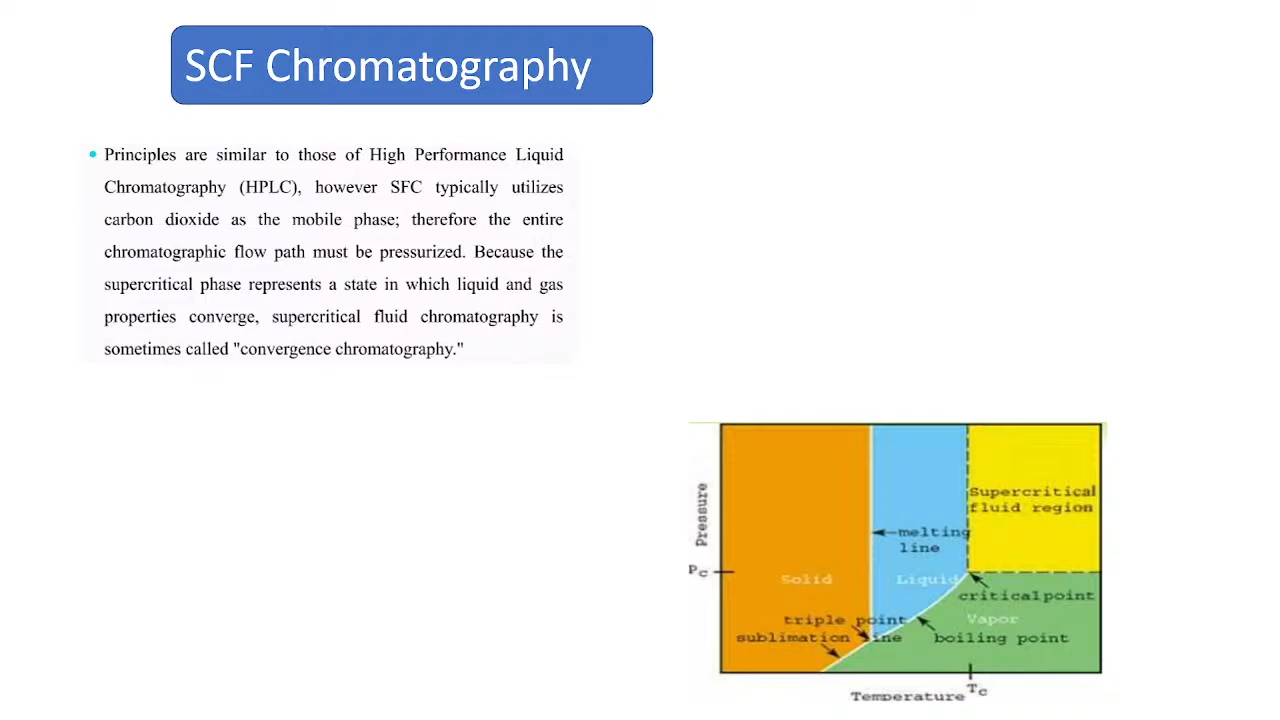 SCF Chromatography
• Principles are similar to those of High Performance Liquid
Chromatography (HPLC), however SFC typically utilizes
carbon dioxide as the mobile phase; therefore the entire
chromatographic flow path must be pressurized. Because the
supercritical phase represents a state in which liquid and gas
properties converge, supercritical fluid chromatography is
sometimes called "convergence chromatography."
Pressure
Supercritical
fluid region
melting
line
Pc
Solid
Liquid
critical point
triple point
Vapor
sublimation line
boiling point
Temperature
Tc